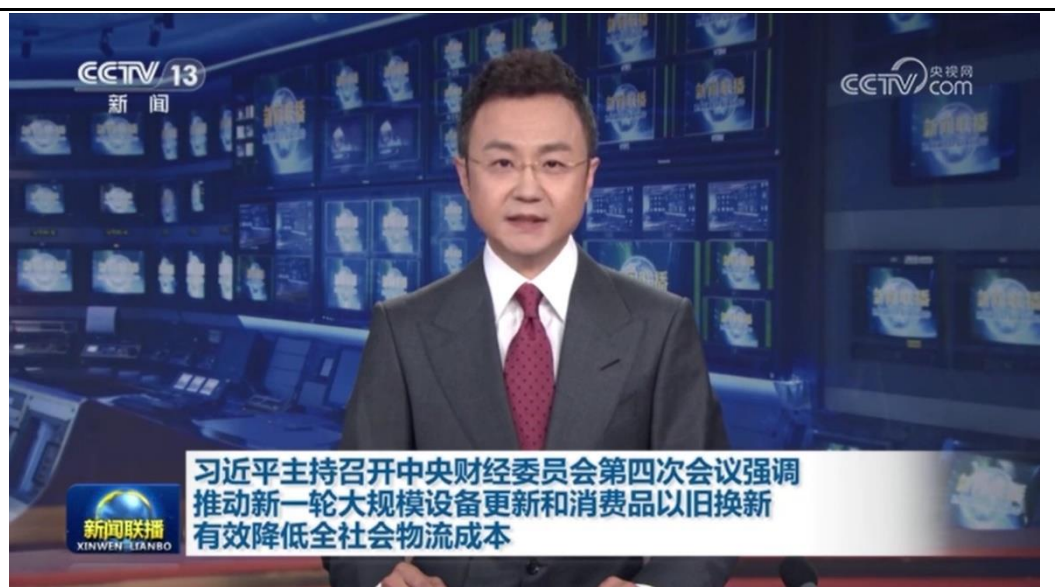 CCTV 13
新闻
CCTV 央视网
com
习近平主持召开中央财经委员会第四次会议强调
推动新一轮大规模设备更新和消费品以旧换新
有效降低全社会物流成本
新闻联播
XINWEN LIANBO